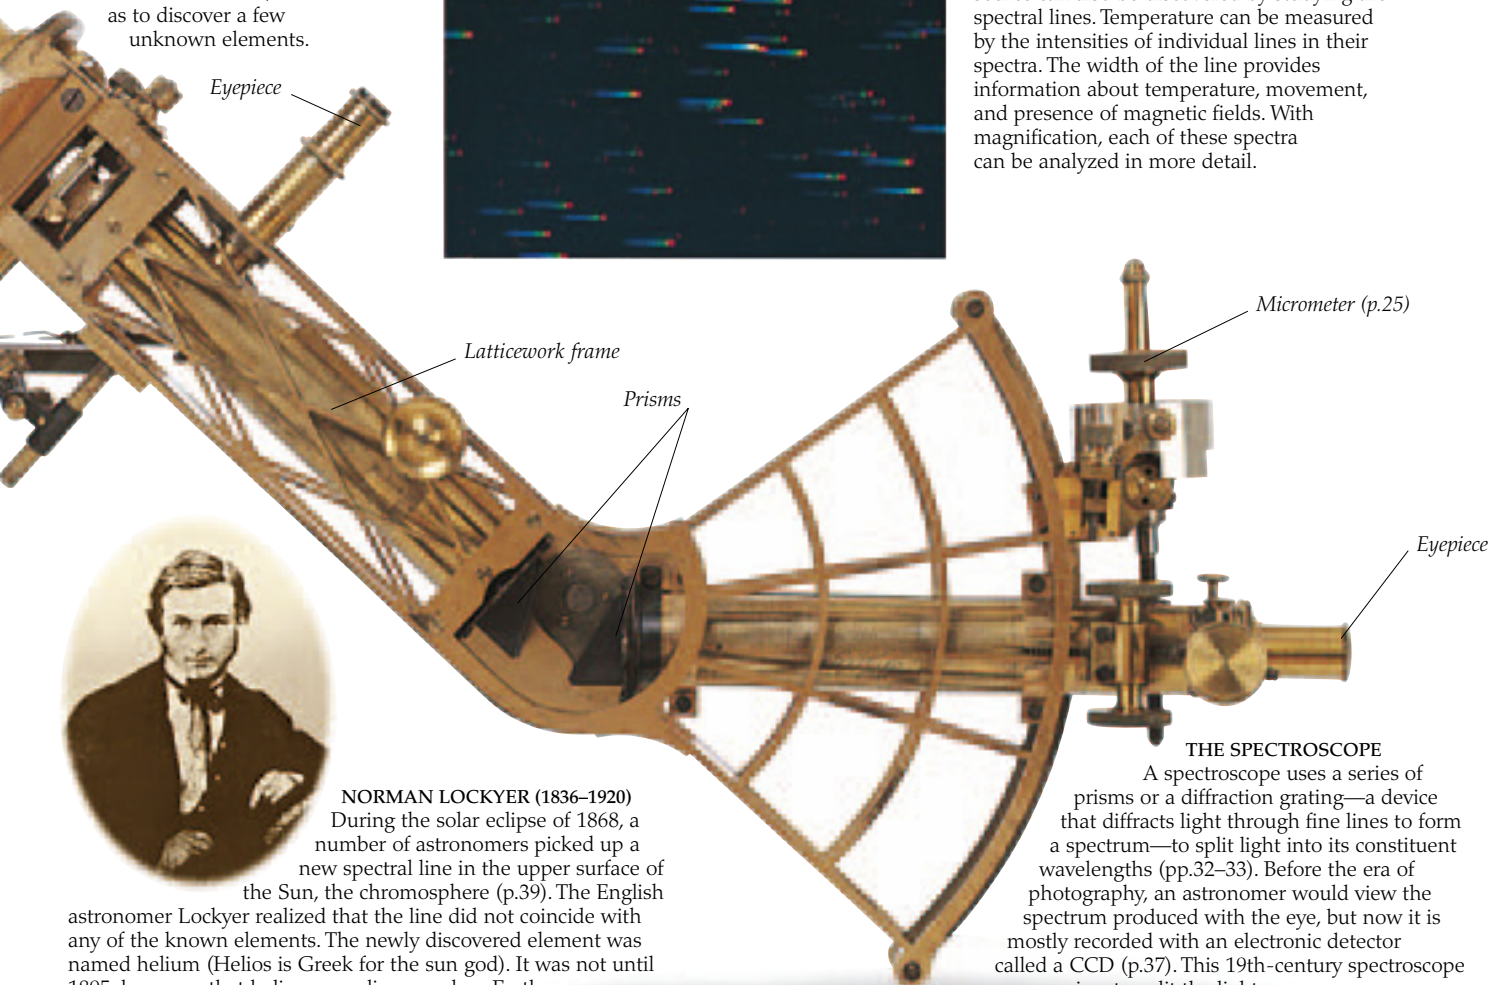 as to discover a few
unknown elements.
Eyepiece
spectral lines. Temperature can be measured
by the intensities of individual lines in their
spectra. The width of the line provides
information about temperature, movement,
and presence of magnetic fields. With
magnification, each of these spectra
can be analyzed in more detail.
Micrometer (p.25)
Latticework frame
Prisms
Eyepiece
NORMAN LOCKYER (1836–1920)
During the solar eclipse of 1868, a
number of astronomers picked up a
new spectral line in the upper surface of
the Sun, the chromosphere (p.39). The English
astronomer Lockyer realized that the line did not coincide with
any of the known elements. The newly discovered element was
named helium (Helios is Greek for the sun god). It was not until
THE SPECTROSCOPE
A spectroscope uses a series of
prisms or a diffraction grating—a device
that diffracts light through fine lines to form
a spectrum—to split light into its constituent
wavelengths (pp.32–33). Before the era of
photography, an astronomer would view the
spectrum produced with the eye, but now it is
mostly recorded with an electronic detector
called a CCD (p.37). This 19th-century spectroscope